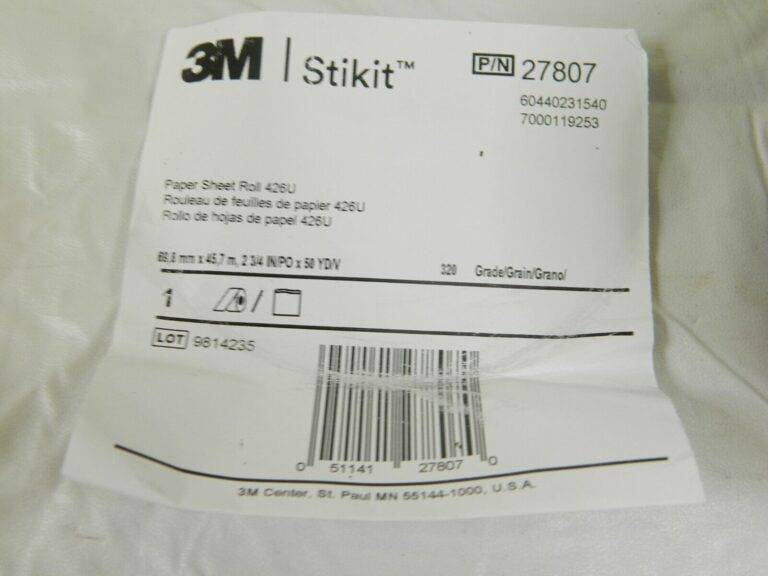 3M | Stikit™
P/N 27807
60440231540
7000119253
Paper Sheet Roll 426U
Rouleau de feuilles de papier 426U
Rollo de hojas de papel 426U
69,8 mm x 45,7 m, 2 3/4 IN/PO x 50 YD/V 320 Grade/Grain/Grano/
1 /
LOT 9614235
0 51141 27807 0
3M Center, St. Paul MN 55144-1000, U.S.A.